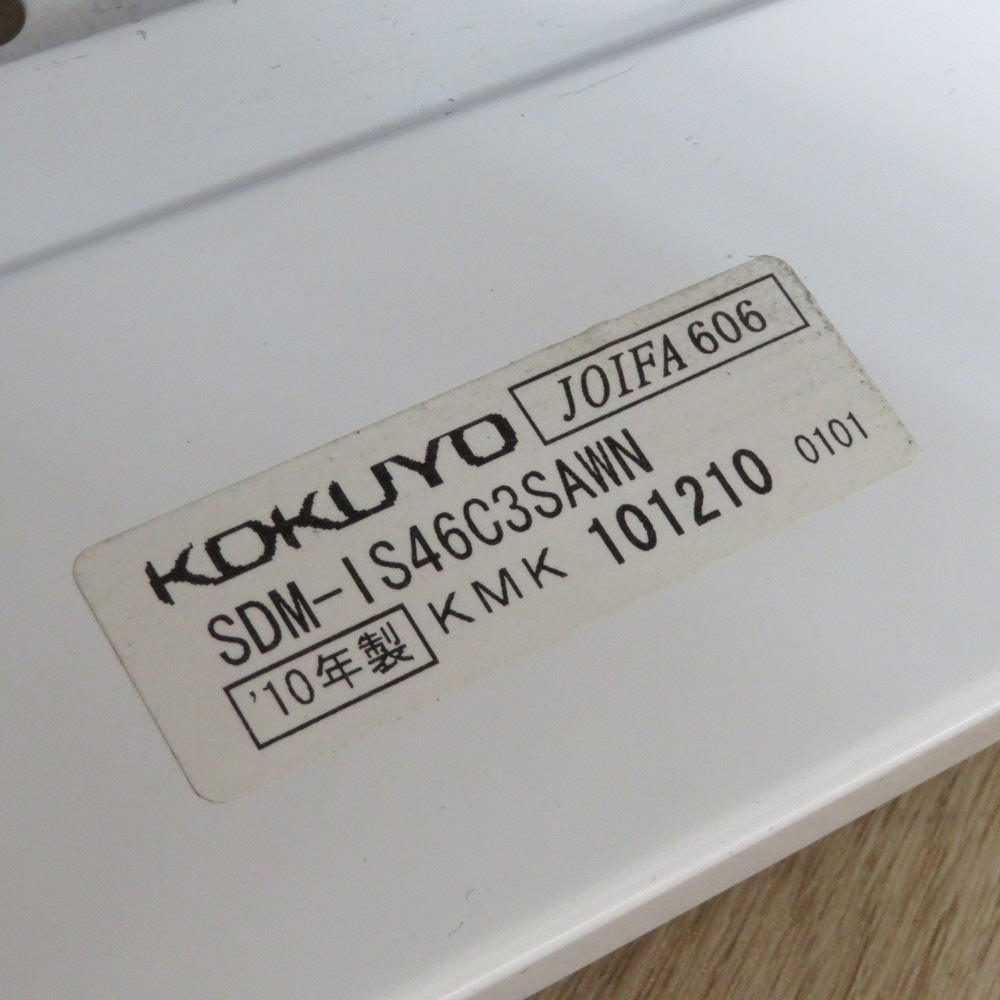 KOKUYO JOIFA 606
SDM-IS46C3SAWN
'10年製 KMK 101210 0101